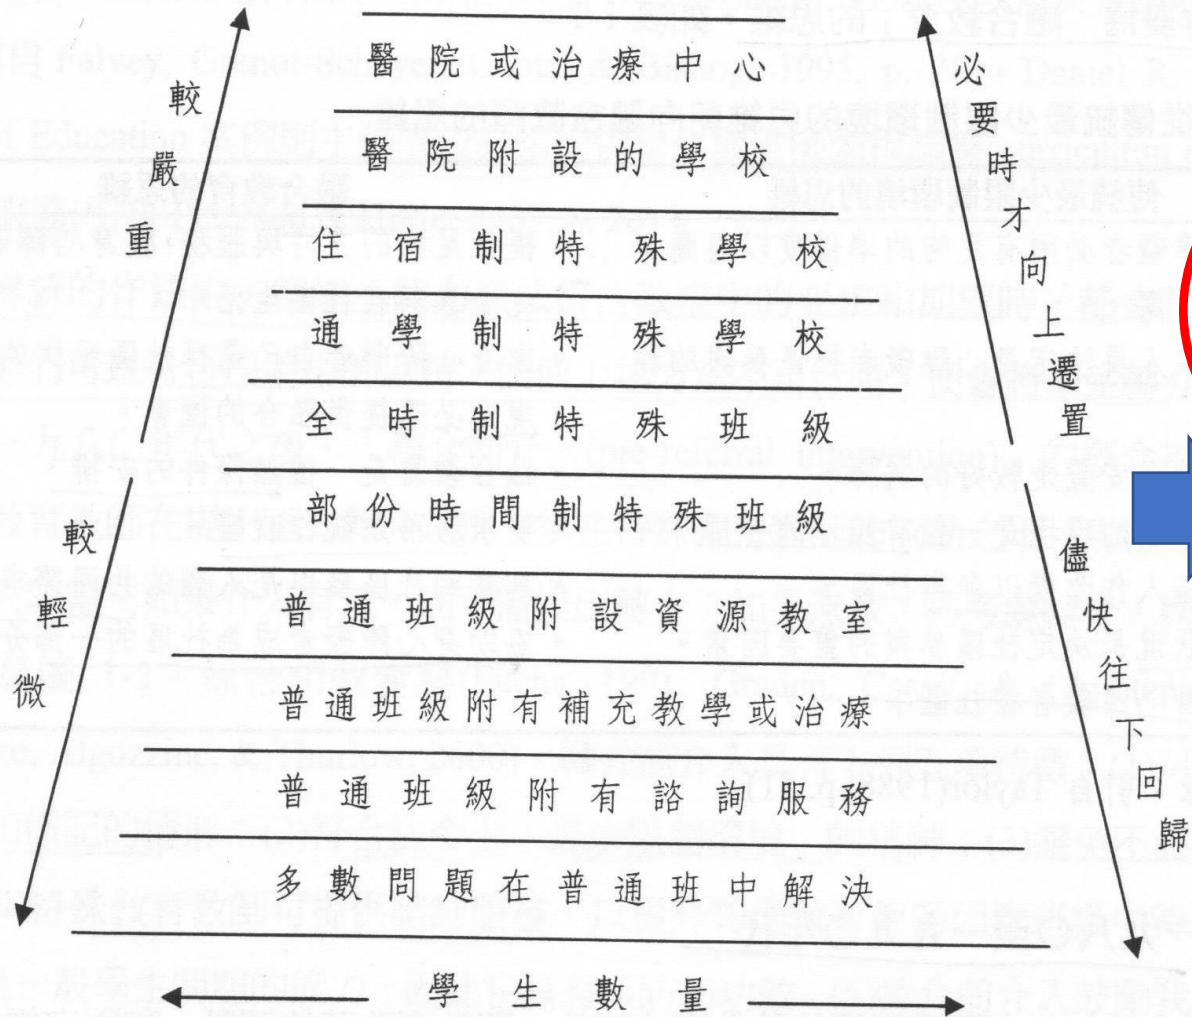 醫院或治療中心
醫院附設的學校
住宿制特殊學校
通學制特殊學校
全時制特殊班級
部份時間制特殊班級
普通班級附設資源教室
普通班級附有補充教學或治療
普通班級附有諮詢服務
多數問題在普通班中解決
學生數量
較嚴重
較輕微
必要時才向上遷置
儘快往下回歸